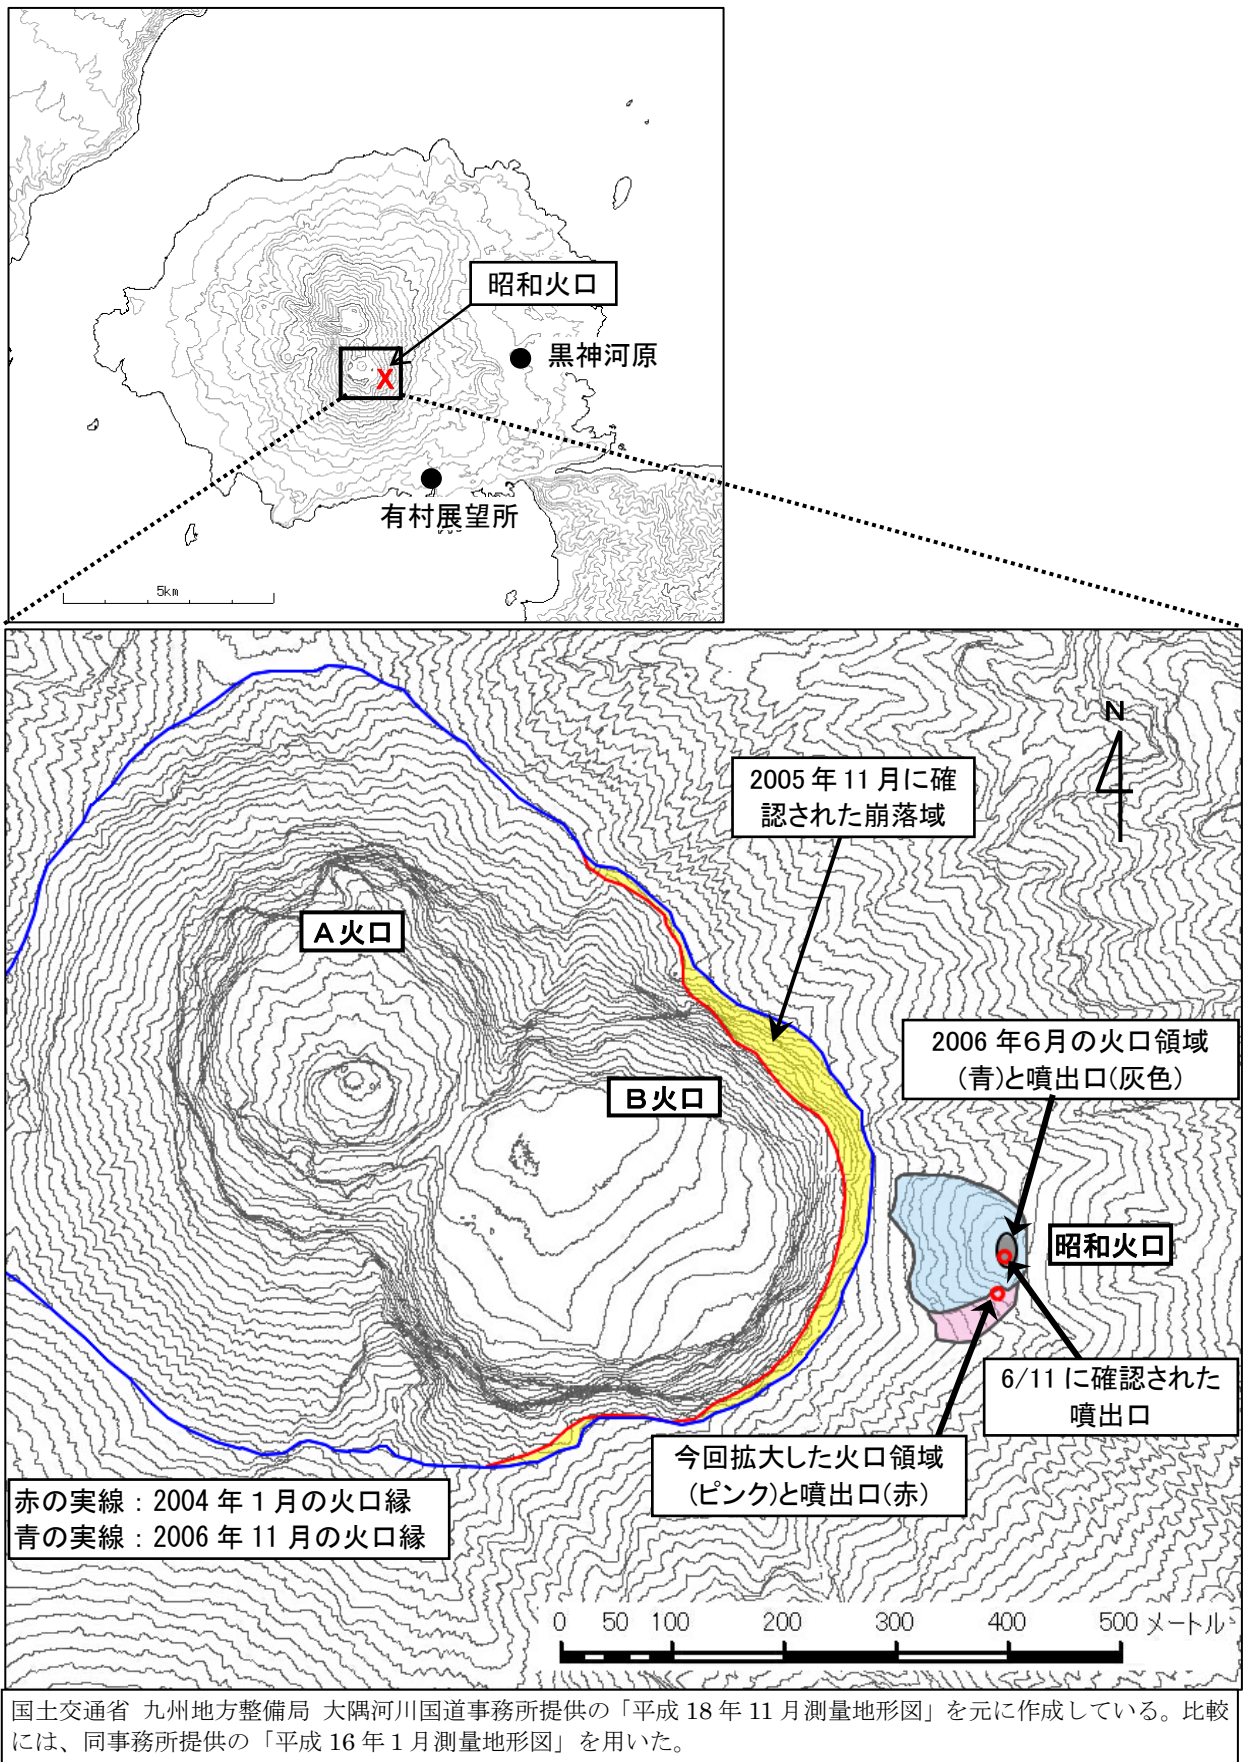 昭和火口
黒神河原
X
有村展望所
5km
N
2005年11月に確
認された崩落域
A火口
2006年6月の火口領域
(青)と噴出口(灰色)
B火口
昭和火口
6/11に確認された
噴出口
今回拡大した火口領域
(ピンク)と噴出口(赤)
赤の実線:2004年1月の火口縁
青の実線:2006年11月の火口縁
0 50 100 200 300 400 500 メートル
国土交通省 九州地方整備局 大隅河川国道事務所提供の「平成18年11月測量地形図」を元に作成している。比較
には、同事務所提供の「平成16年1月測量地形図」を用いた。